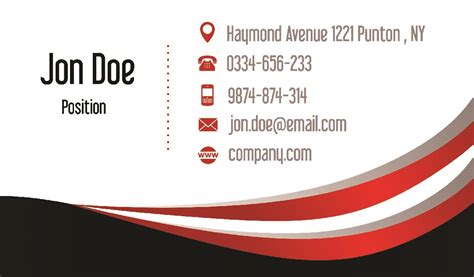 Jon Doe
Position
Haymond Avenue 1221 Punton , NY
0334-656-233
9874-874-314
jon.doe@email.com
www
company.com